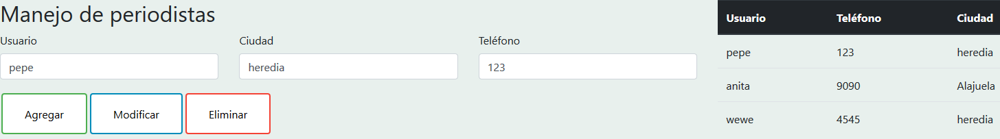 Manejo de periodistas
Usuario Ciudad Teléfono
pepe heredia 123
Agregar Modificar Eliminar
Usuario Teléfono Ciudad
pepe 123 heredia
anita 9090 Alajuela
wewe 4545 heredia